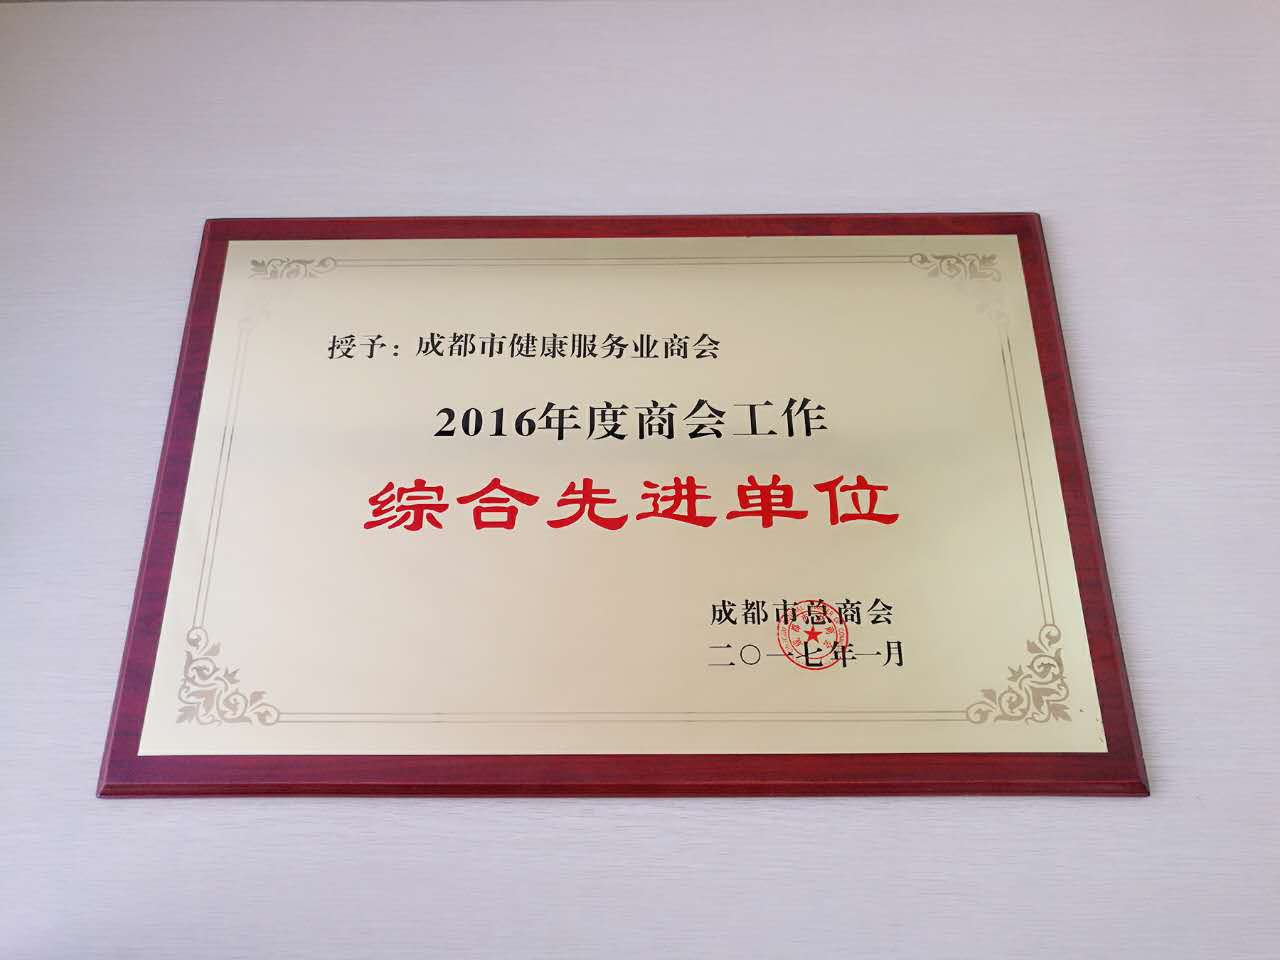 授予：成都市健康服务业商会
2016年度商会工作
综合先进单位
成都市总商会
二〇一七年一月